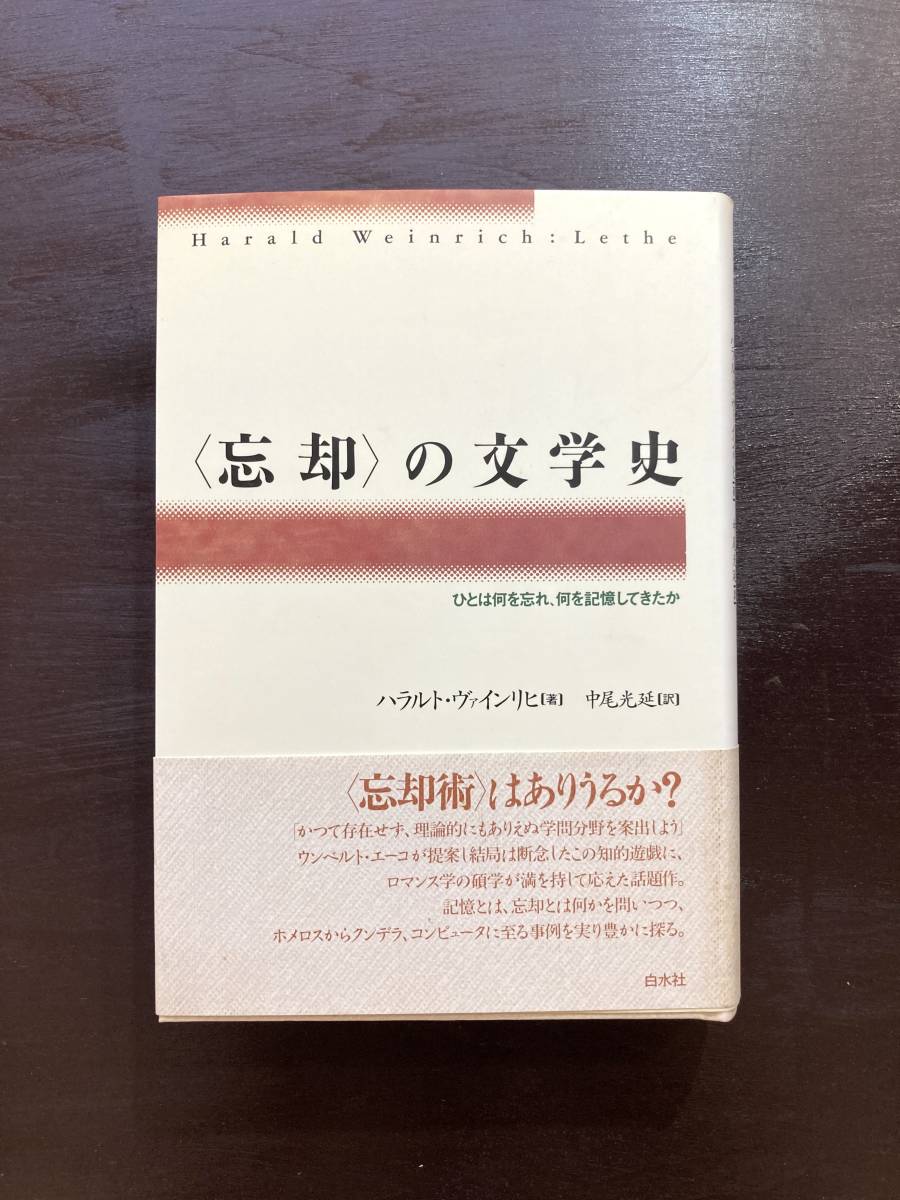 Harald Weinrich: Lethe
〈忘却〉の文学史
ひとは何を忘れ、何を記憶してきたか
ハラルト・ヴァインリヒ[著] 中尾光延[訳]
〈忘却術〉はありうるか?
「かつて存在せず、理論的にもありえぬ学問分野を案出しよう」
ウンベルト・エーコが提案し結局は断念したこの知的遊戯に、
ロマンス学の碩学が満を持して応えた話題作。
記憶とは、忘却とは何かを問いつつ、
ホメロスからクンデラ、コンピュータに至る事例を実り豊かに探る。
白水社